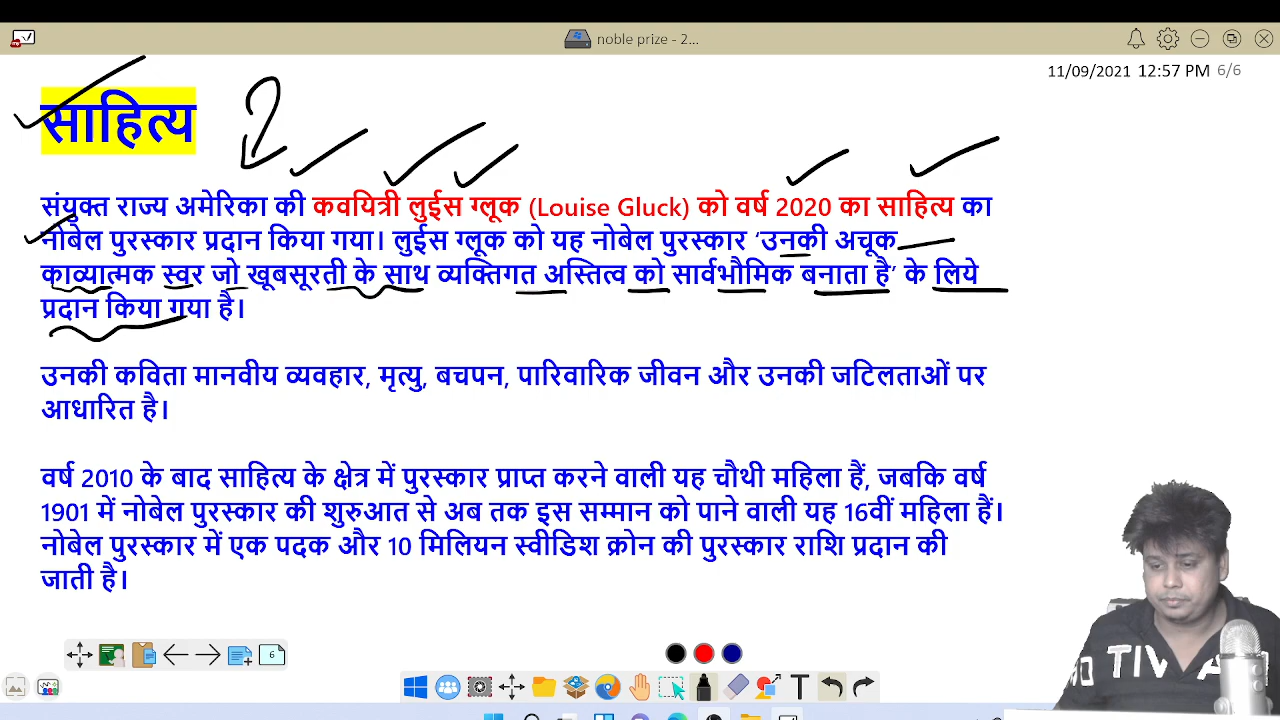 noble prize - 2...
11/09/2021 12:57 PM 6/6
साहित्य
संयुक्त राज्य अमेरिका की कवयित्री लुईस ग्लूक (Louise Gluck) को वर्ष 2020 का साहित्य का
नोबेल पुरस्कार प्रदान किया गया। लुईस ग्लूक को यह नोबेल पुरस्कार ‘उनकी अचूक
काव्यात्मक स्वर जो खूबसूरती के साथ व्यक्तिगत अस्तित्व को सार्वभौमिक बनाता है’ के लिये
प्रदान किया गया है।
उनकी कविता मानवीय व्यवहार, मृत्यु, बचपन, पारिवारिक जीवन और उनकी जटिलताओं पर
आधारित है।
वर्ष 2010 के बाद साहित्य के क्षेत्र में पुरस्कार प्राप्त करने वाली यह चौथी महिला हैं, जबकि वर्ष
1901 में नोबेल पुरस्कार की शुरुआत से अब तक इस सम्मान को पाने वाली यह 16वीं महिला हैं।
नोबेल पुरस्कार में एक पदक और 10 मिलियन स्वीडिश क्रोन की पुरस्कार राशि प्रदान की
जाती है।
6
T